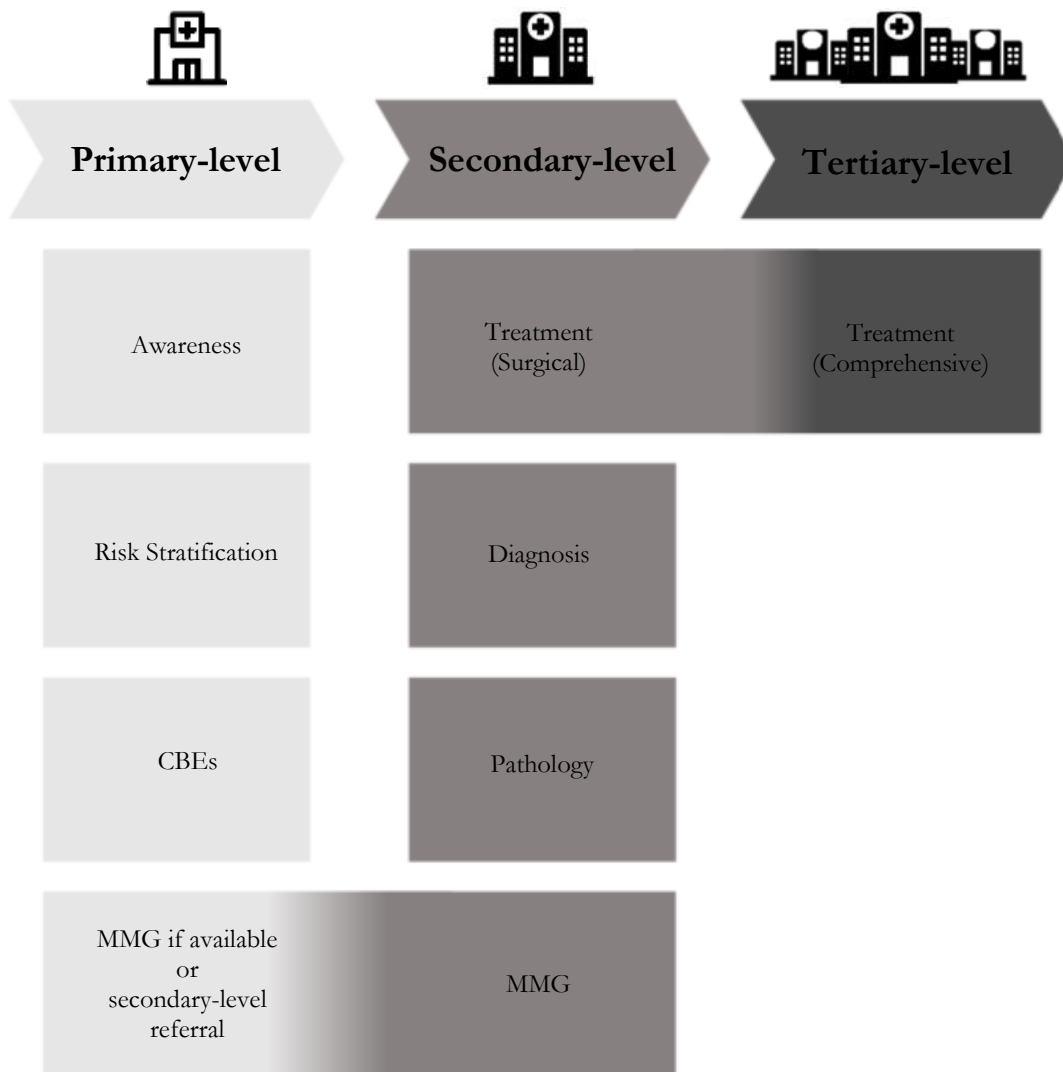 Primary-level
Secondary-level
Tertiary-level
Awareness
Treatment
(Surgical)
Treatment
(Comprehensive)
Risk Stratification
Diagnosis
CBEs
Pathology
MMG if available
or
secondary-level
referral
MMG